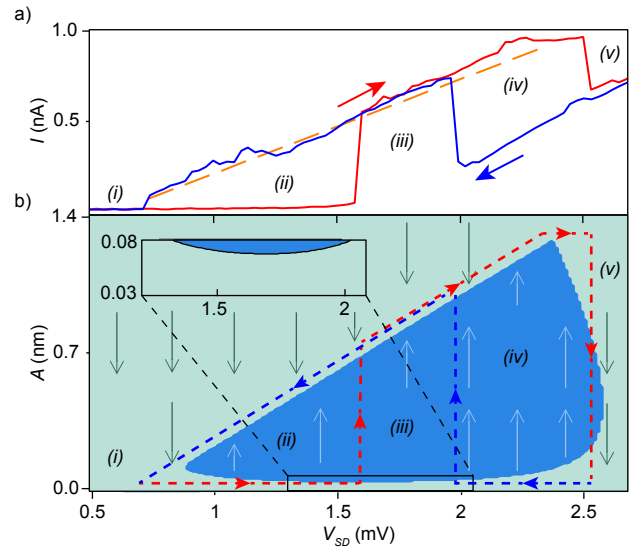 a)
1.0
I (nA)
0.5
(i)
(ii)
(iii)
(iv)
(v)
b)
1.4
0.08
0.03
1.5
2
A (nm)
0.7
0.0
(i)
(ii)
(iii)
(iv)
(v)
0.5
1
1.5
2
2.5
V_SD (mV)